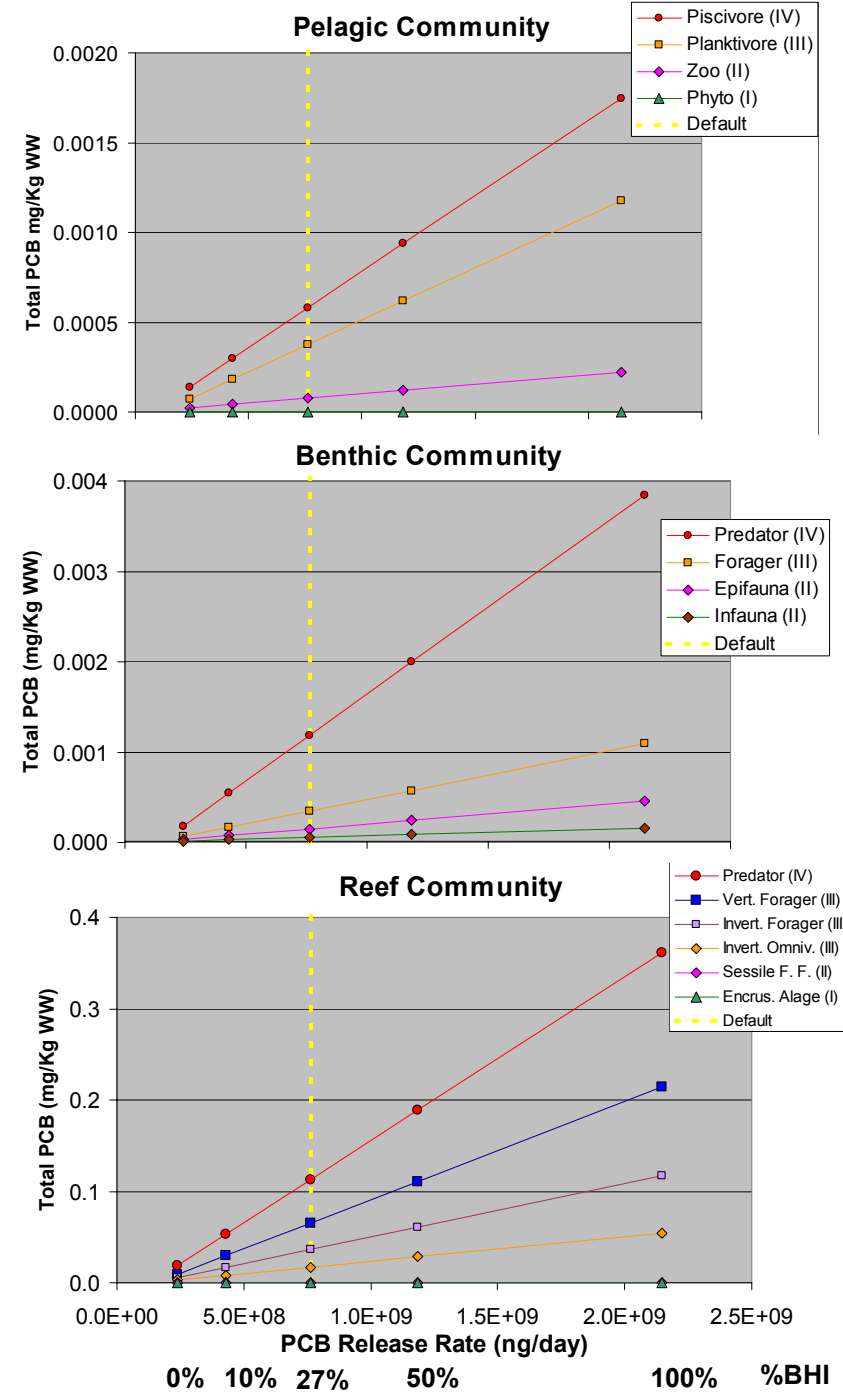 Pelagic Community
Piscivore (IV)
Planktivore (III)
Zoo (II)
Phyto (I)
Default
Total PCB mg/Kg WW
0.0020
0.0015
0.0010
0.0005
0.0000
Benthic Community
Predator (IV)
Forager (III)
Epifauna (II)
Infauna (II)
Default
Total PCB (mg/Kg WW)
0.004
0.003
0.002
0.001
0.000
Reef Community
Predator (IV)
Vert. Forager (III)
Invert. Forager (III
Invert. Omniv. (III)
Sessile F. F. (II)
Encrus. Alage (I)
Default
Total PCB (mg/Kg WW)
0.4
0.3
0.2
0.1
0.0
0.0E+00 5.0E+08 1.0E+09 1.5E+09 2.0E+09 2.5E+09
PCB Release Rate (ng/day)
0% 10% 27% 50% 100% %BHI